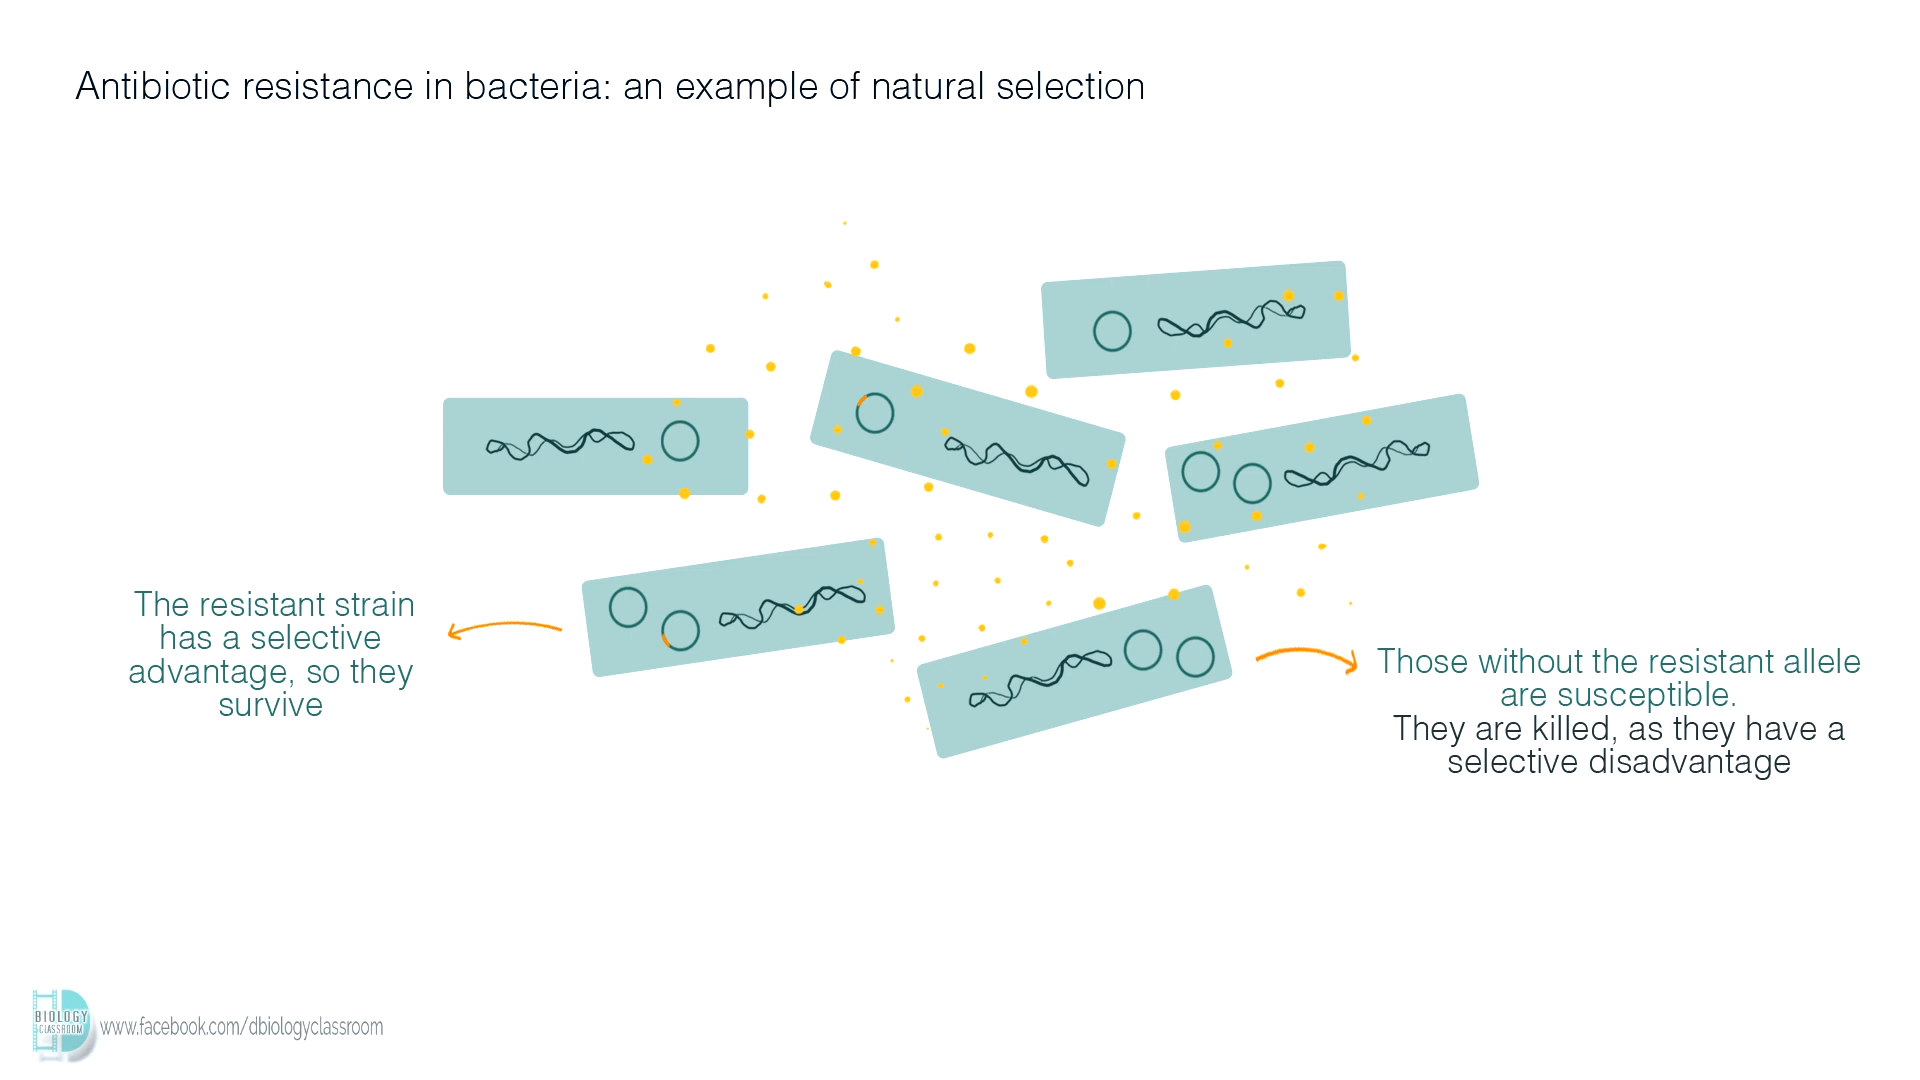 Antibiotic resistance in bacteria: an example of natural selection
The resistant strain
has a selective
advantage, so they
survive
Those without the resistant allele
are susceptible.
They are killed, as they have a
selective disadvantage
BIOLOGY
CLASSROOM
www.facebook.com/dbiologyclassroom